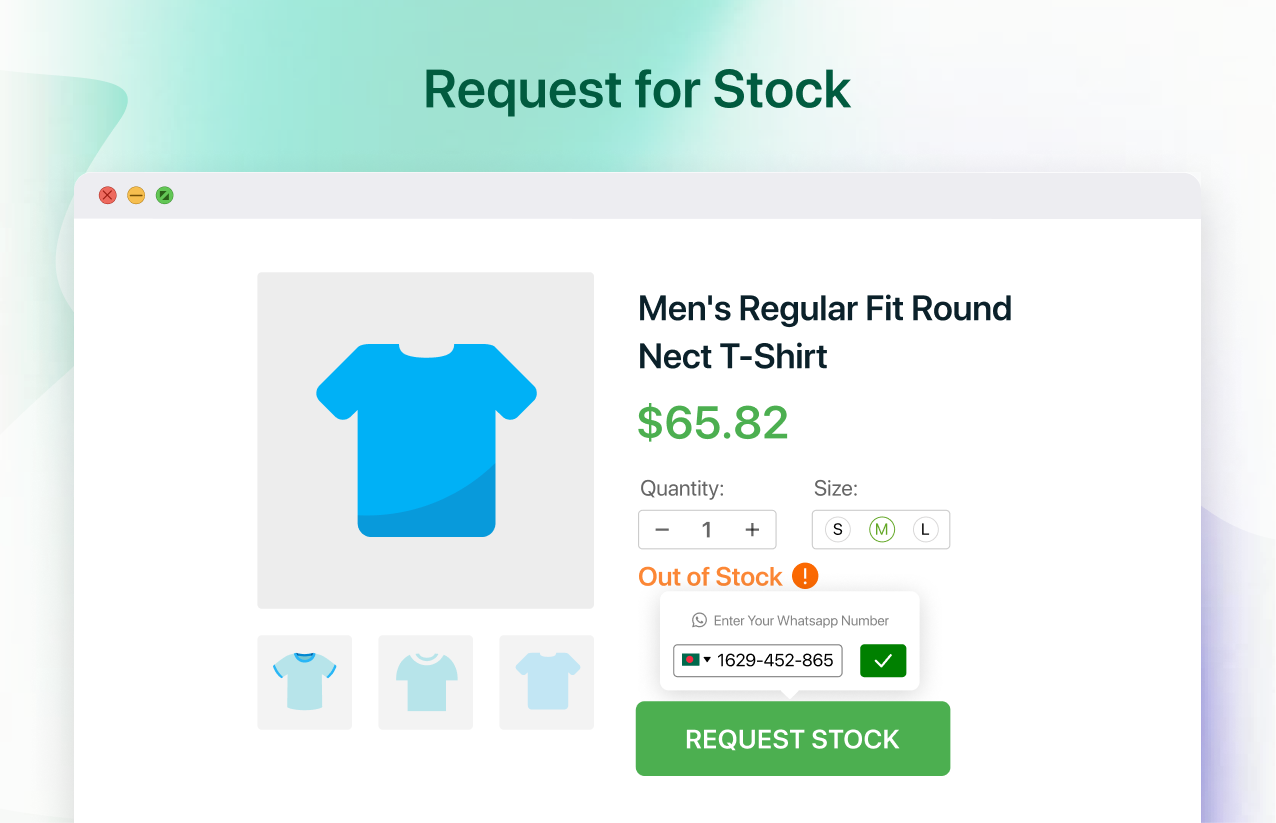 Request for Stock
Men's Regular Fit Round
Nect T-Shirt
$65.82
Quantity:
Size:
− 1 +
S M L
Out of Stock !
Enter Your Whatsapp Number
1629-452-865
REQUEST STOCK